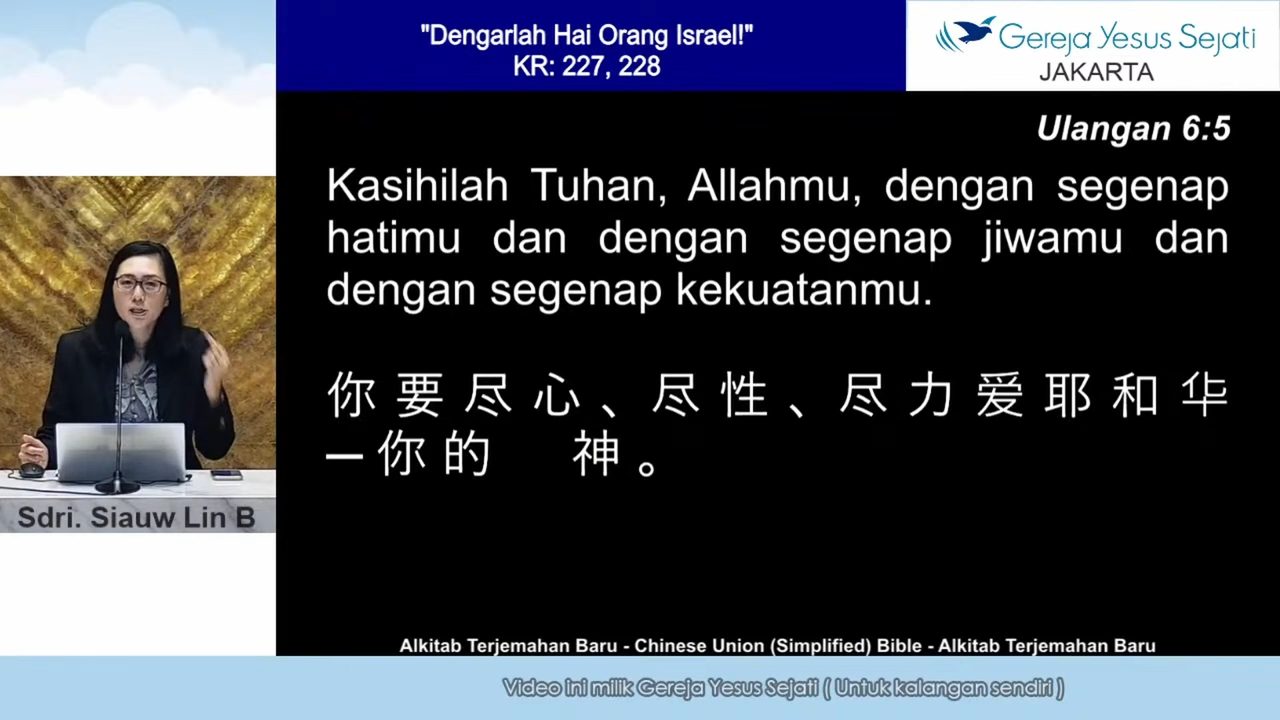 "Dengarlah Hai Orang Israel!"
KR: 227, 228
Gereja Yesus Sejati
JAKARTA
Ulangan 6:5
Kasihilah Tuhan, Allahmu, dengan segenap
hatimu dan dengan segenap jiwamu dan
dengan segenap kekuatanmu.
你要尽心、尽性、尽力爱耶和华
─你的 神。
Sdri. Siauw Lin B
Alkitab Terjemahan Baru - Chinese Union (Simplified) Bible - Alkitab Terjemahan Baru
Video ini milik Gereja Yesus Sejati ( Untuk kalangan sendiri )